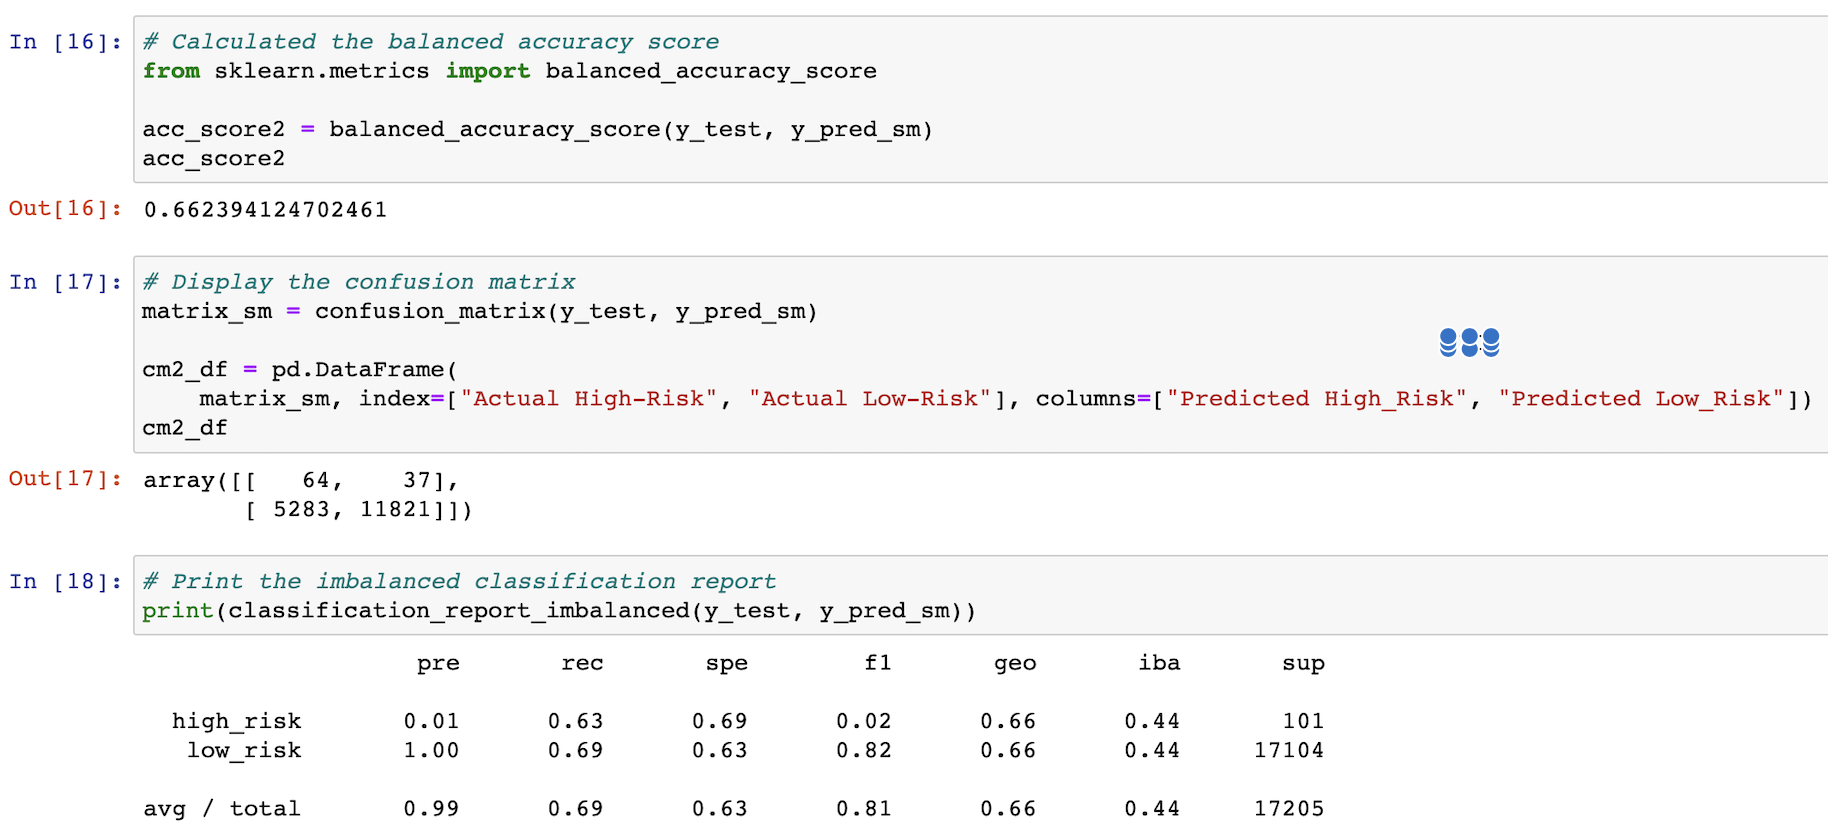 In [16]: # Calculated the balanced accuracy score
from sklearn.metrics import balanced_accuracy_score
acc_score2 = balanced_accuracy_score(y_test, y_pred_sm)
acc_score2
Out[16]: 0.662394124702461
In [17]: # Display the confusion matrix
matrix_sm = confusion_matrix(y_test, y_pred_sm)
cm2_df = pd.DataFrame(
    matrix_sm, index=["Actual High-Risk", "Actual Low-Risk"], columns=["Predicted High_Risk", "Predicted Low_Risk"])
cm2_df
Out[17]: array([[   64,    37],
       [ 5283, 11821]])
In [18]: # Print the imbalanced classification report
print(classification_report_imbalanced(y_test, y_pred_sm))
pre rec spe f1 geo iba sup
high_risk 0.01 0.63 0.69 0.02 0.66 0.44 101
low_risk 1.00 0.69 0.63 0.82 0.66 0.44 17104
avg / total 0.99 0.69 0.63 0.81 0.66 0.44 17205